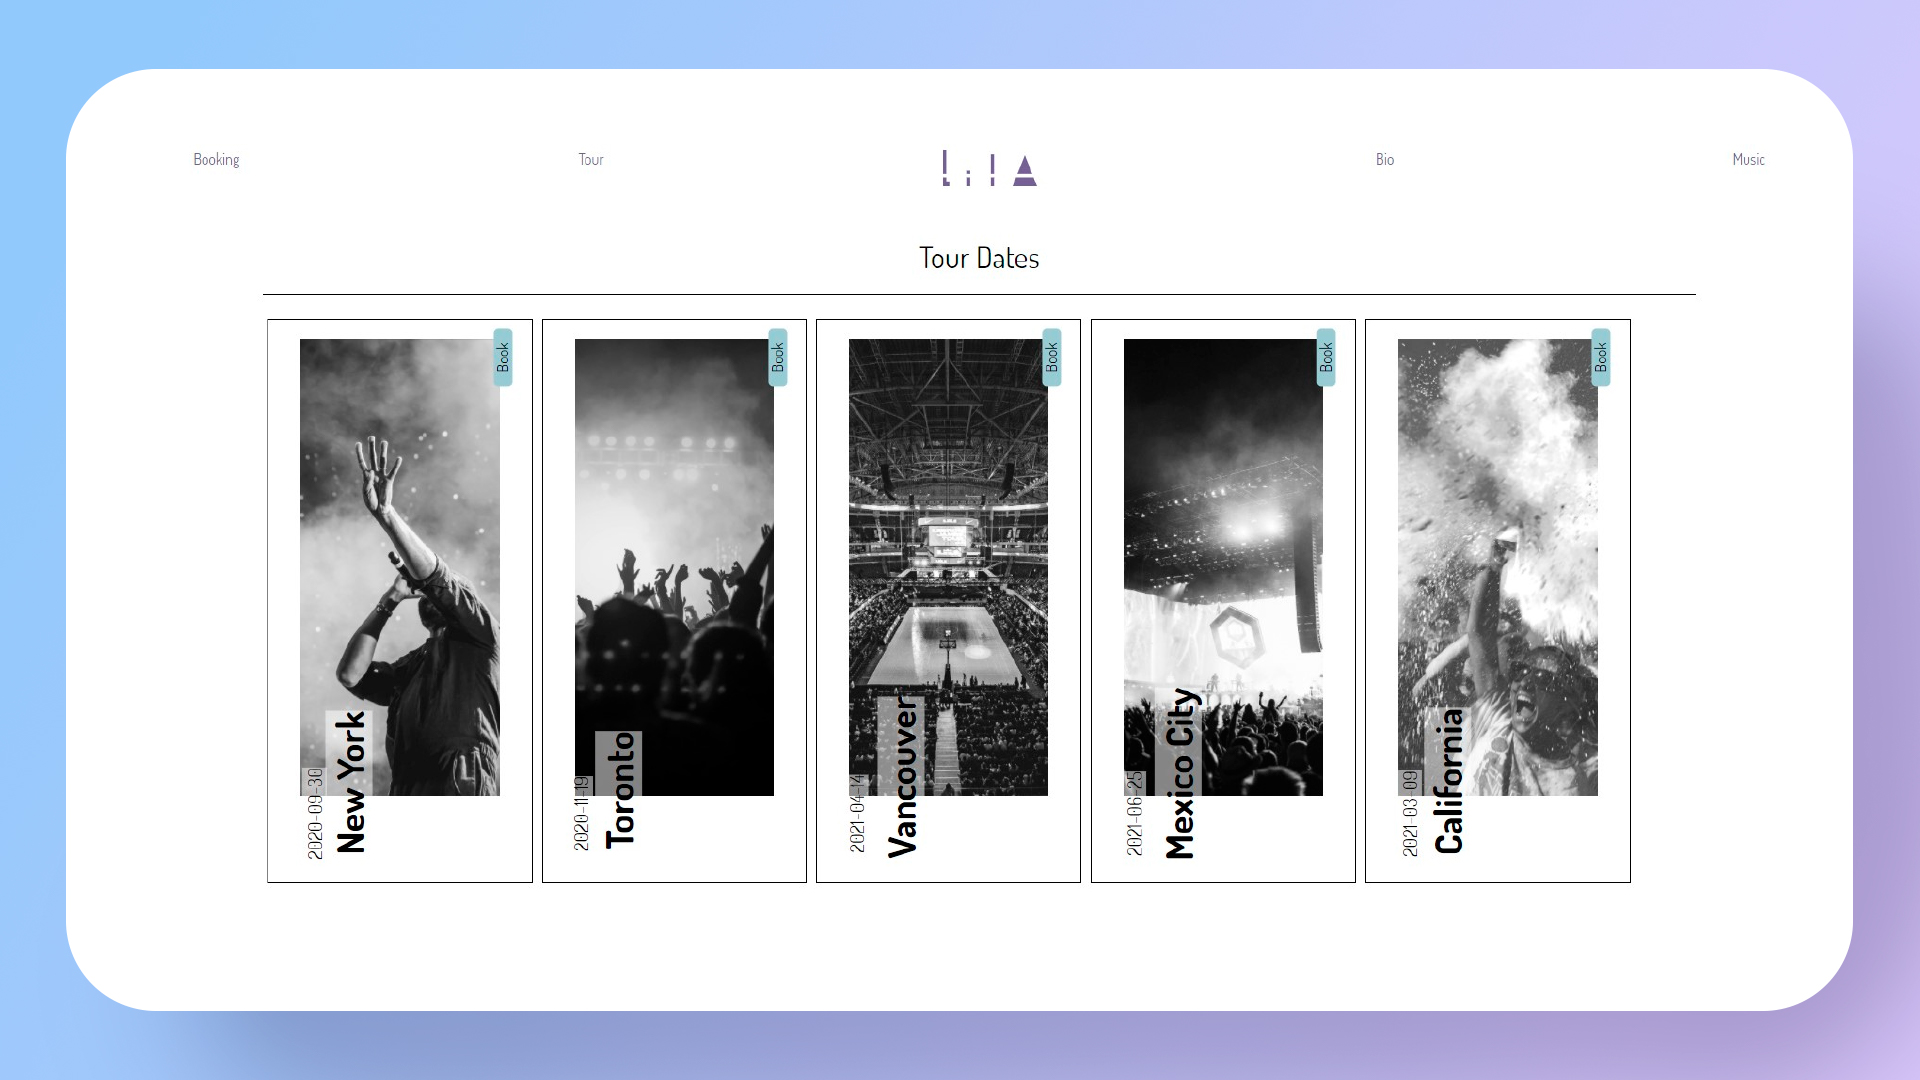 Booking
Tour
LilA
Bio
Music
Tour Dates
Book
2020-09-30
New York
Book
2020-11-19
Toronto
Book
2021-04-14
Vancouver
Book
2021-06-25
Mexico City
Book
2021-03-09
California